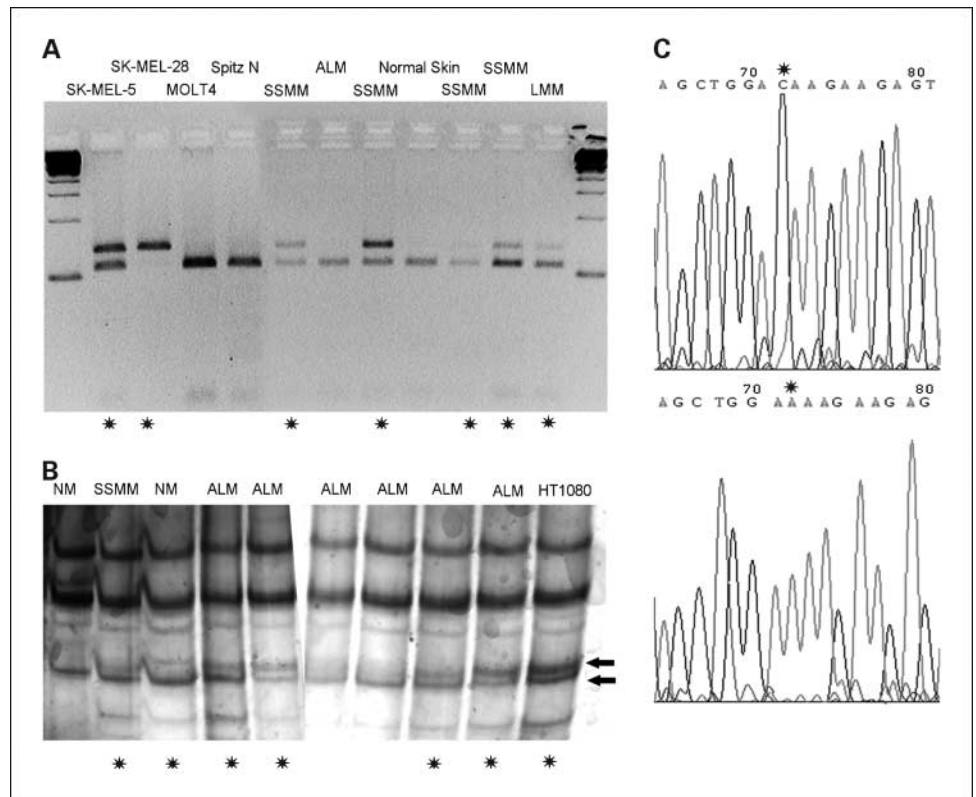 A
SK-MEL-28 Spitz N ALM Normal Skin SSMM
SK-MEL-5 MOLT4 SSMM SSMM SSMM LMM
B
NM SSMM NM ALM ALM ALM ALM ALM ALM HT1080
C
70 80
A G C T G G A C A A G A A G A G T
70 80
A G C T G G A A A A G A A G A G